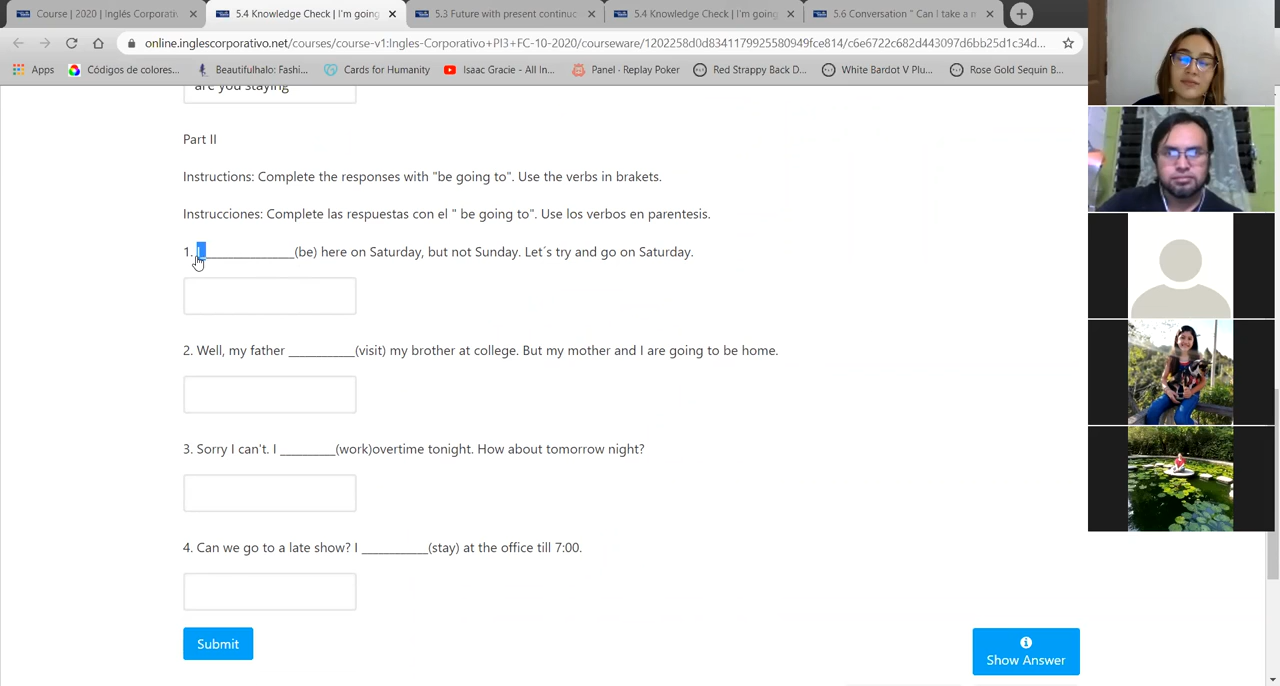 Course | 2020 | Inglés Corporati
5.4 Knowledge Check | I'm going
5.3 Future with present continuc
5.4 Knowledge Check | I'm going
5.6 Conversation " Can I take a m
online.inglescorporativo.net/courses/course-v1:Ingles-Corporativo+PI3+FC-10-2020/courseware/1202258d0d8341179925580949fce814/c6e6722c682d443097d6bb25d1c34d...
Apps
Códigos de colores...
Beautifulhalo: Fashi...
Cards for Humanity
Isaac Gracie - All In...
Panel · Replay Poker
Red Strappy Back D...
White Bardot V Plu...
Rose Gold Sequin B...
are you staying
Part II
Instructions: Complete the responses with "be going to". Use the verbs in brakets.
Instrucciones: Complete las respuestas con el " be going to". Use los verbos en parentesis.
1. I______________(be) here on Saturday, but not Sunday. Let´s try and go on Saturday.
2. Well, my father __________(visit) my brother at college. But my mother and I are going to be home.
3. Sorry I can't. I ________(work)overtime tonight. How about tomorrow night?
4. Can we go to a late show? I __________(stay) at the office till 7:00.
Submit
Show Answer